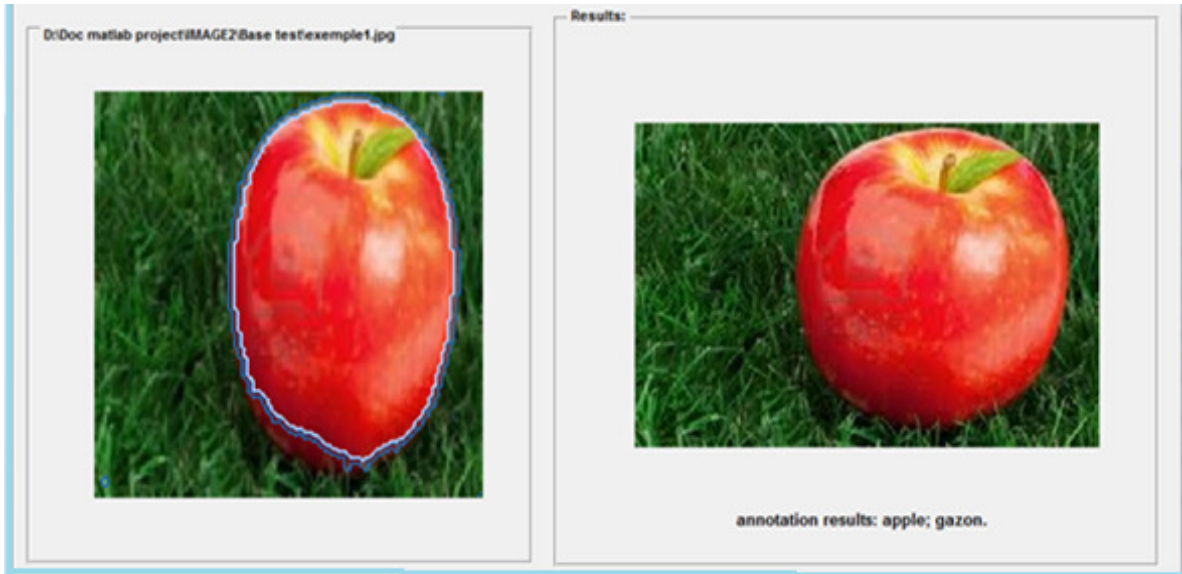 D:\Doc matlab project\IMAGE2\Base test\exemple1.jpg
Results:
annotation results: apple; gazon.